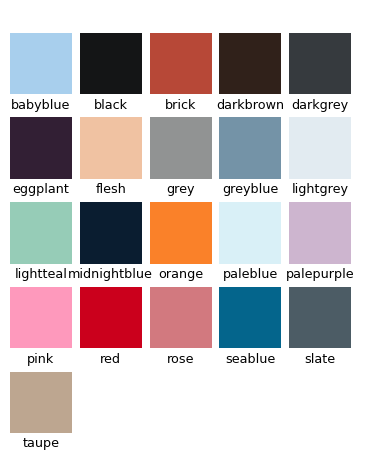 babyblue black brick darkbrown darkgrey
eggplant flesh grey greyblue lightgrey
lightteal midnightblue orange paleblue palepurple
pink red rose seablue slate
taupe